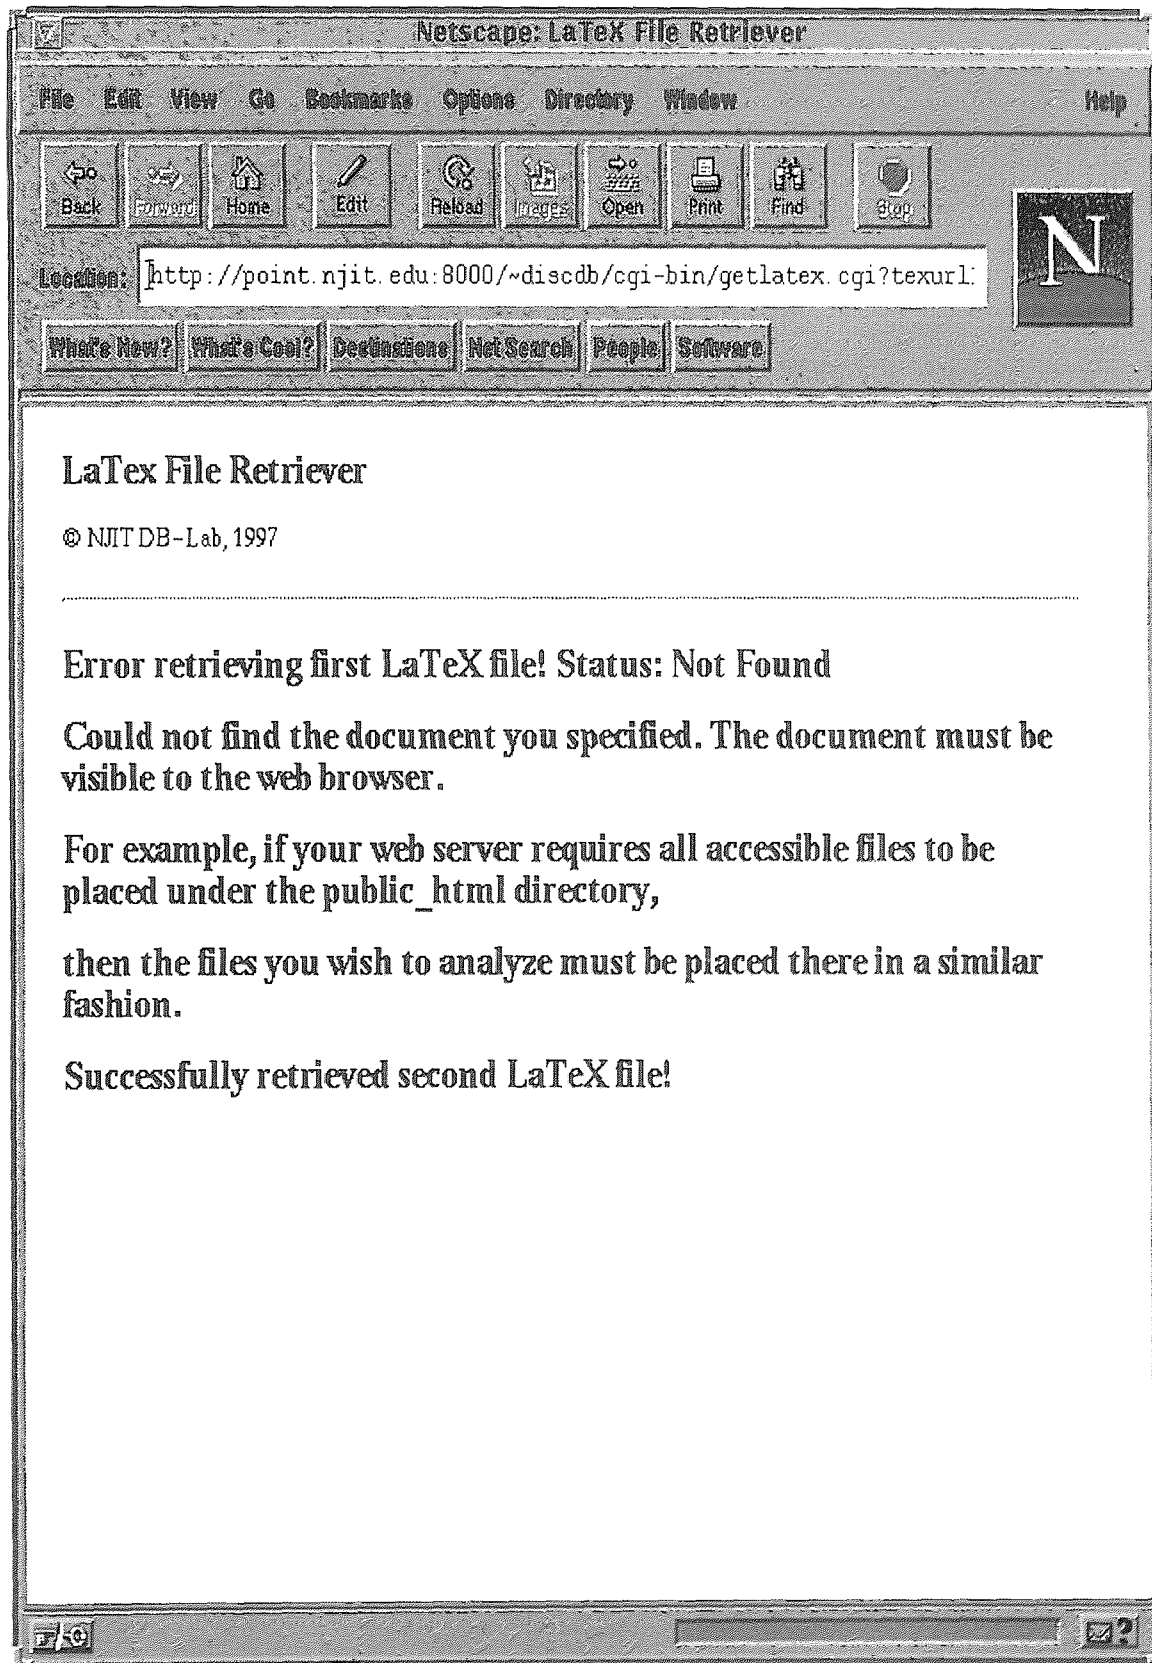 Netscape: LaTeX File Retriever
File Edit View Go Bookmarks Options Directory Window Help
Back Forward Home Edit Reload Images Open Print Find Stop
N
Location: http://point.njit.edu:8000/~discdb/cgi-bin/getlatex.cgi?texurl
What's New? What's Cool? Destinations Net Search People Software
LaTex File Retriever
© NJIT DB-Lab, 1997
Error retrieving first LaTeX file! Status: Not Found
Could not find the document you specified. The document must be
visible to the web browser.
For example, if your web server requires all accessible files to be
placed under the public_html directory,
then the files you wish to analyze must be placed there in a similar
fashion.
Successfully retrieved second LaTeX file!
?